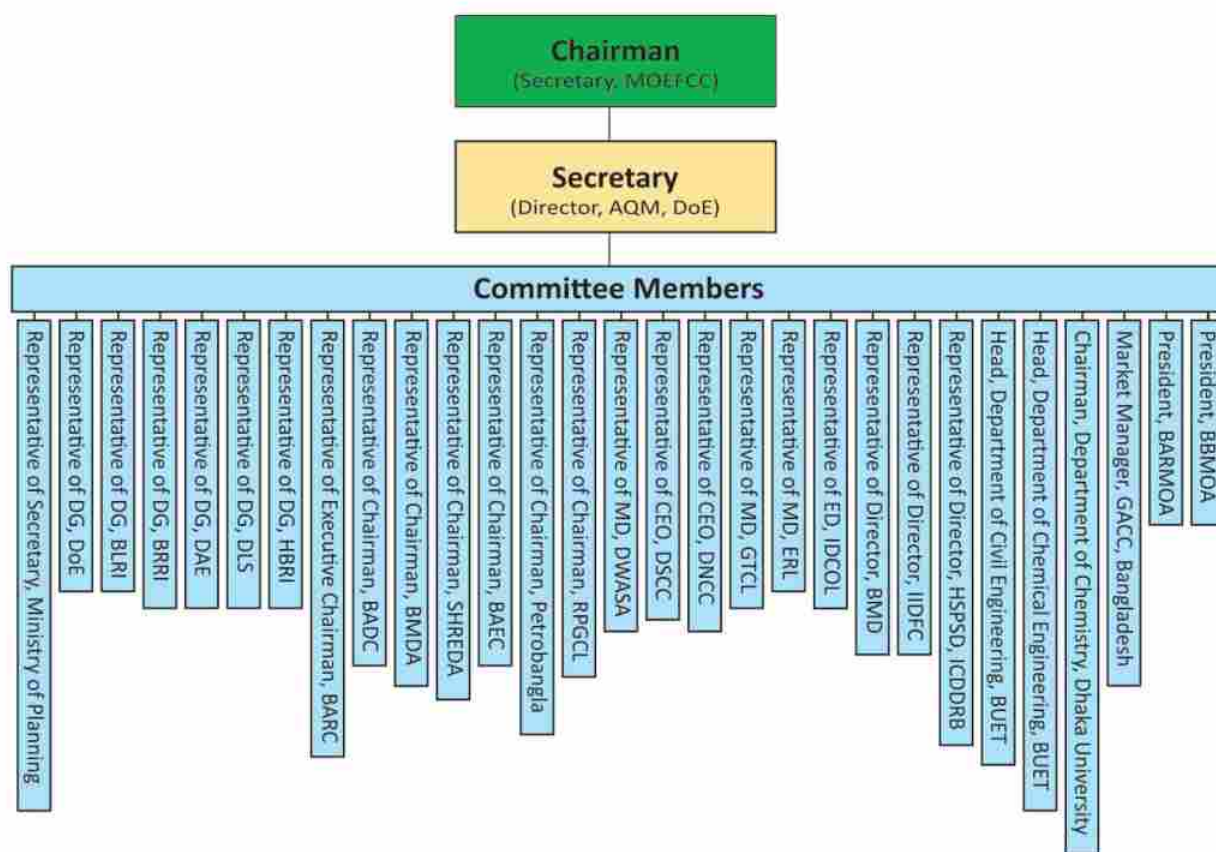 Chairman
(Secretary, MOEFCC)
Secretary
(Director, AQM, DoE)
Committee Members
Representative of Secretary, Ministry of Planning
Representative of DG, DoE
Representative of DG, BLRI
Representative of DG, BRRI
Representative of DG, DAE
Representative of DG, DLS
Representative of DG, HBRI
Representative of Executive Chairman, BARC
Representative of Chairman, BADC
Representative of Chairman, BMDA
Representative of Chairman, SHREDA
Representative of Chairman, BAEC
Representative of Chairman, Petrobangla
Representative of Chairman, RPGCL
Representative of MD, DWASA
Representative of CEO, DSCC
Representative of CEO, DNCC
Representative of MD, GTCL
Representative of MD, ERL
Representative of ED, IDCOL
Representative of Director, BMD
Representative of Director, IIDFC
Representative of Director, HSPSD, ICDDRB
Head, Department of Civil Engineering, BUET
Head, Department of Chemical Engineering, BUET
Chairman, Department of Chemistry, Dhaka University
Market Manager, GACC, Bangladesh
President, BARMOA
President, BBMOA